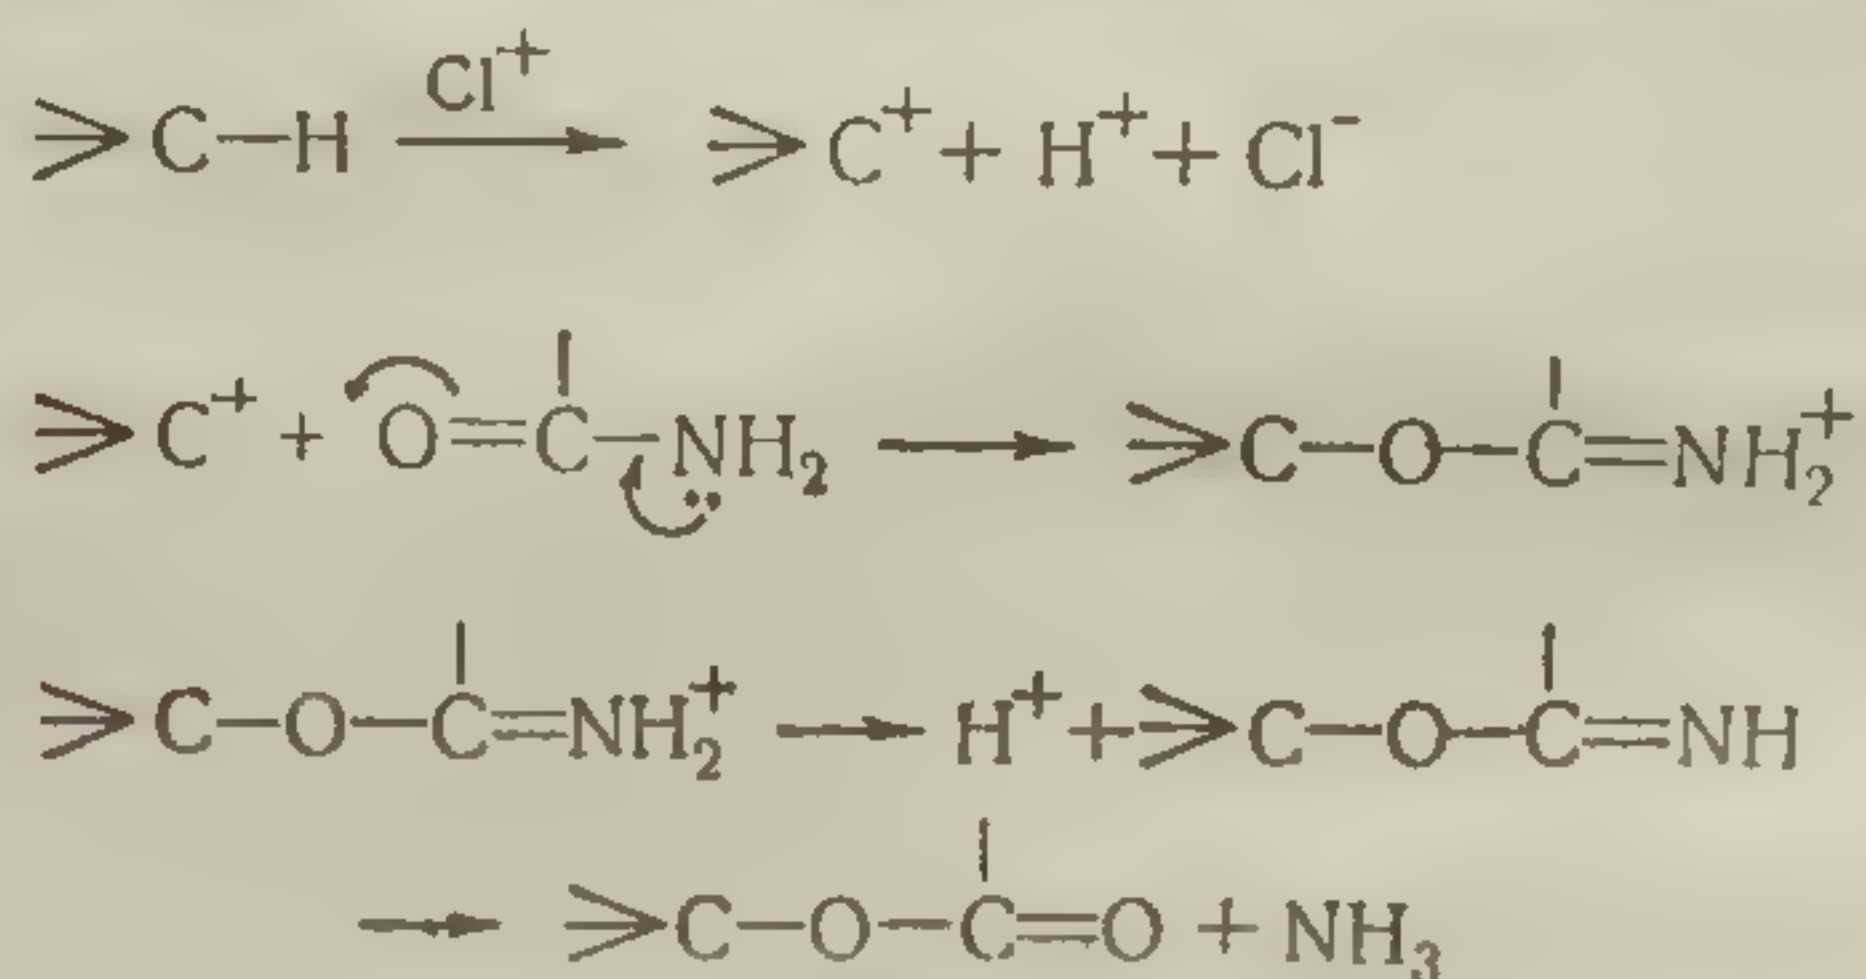 ⪫C—H —Cl⁺→ ⪫C⁺ + H⁺ + Cl⁻
⪫C⁺ + O=C—NH₂ → ⪫C—O—C=NH₂⁺
⪫C—O—C=NH₂⁺ → H⁺ + ⪫C—O—C=NH
→ ⪫C—O—C=O + NH₃